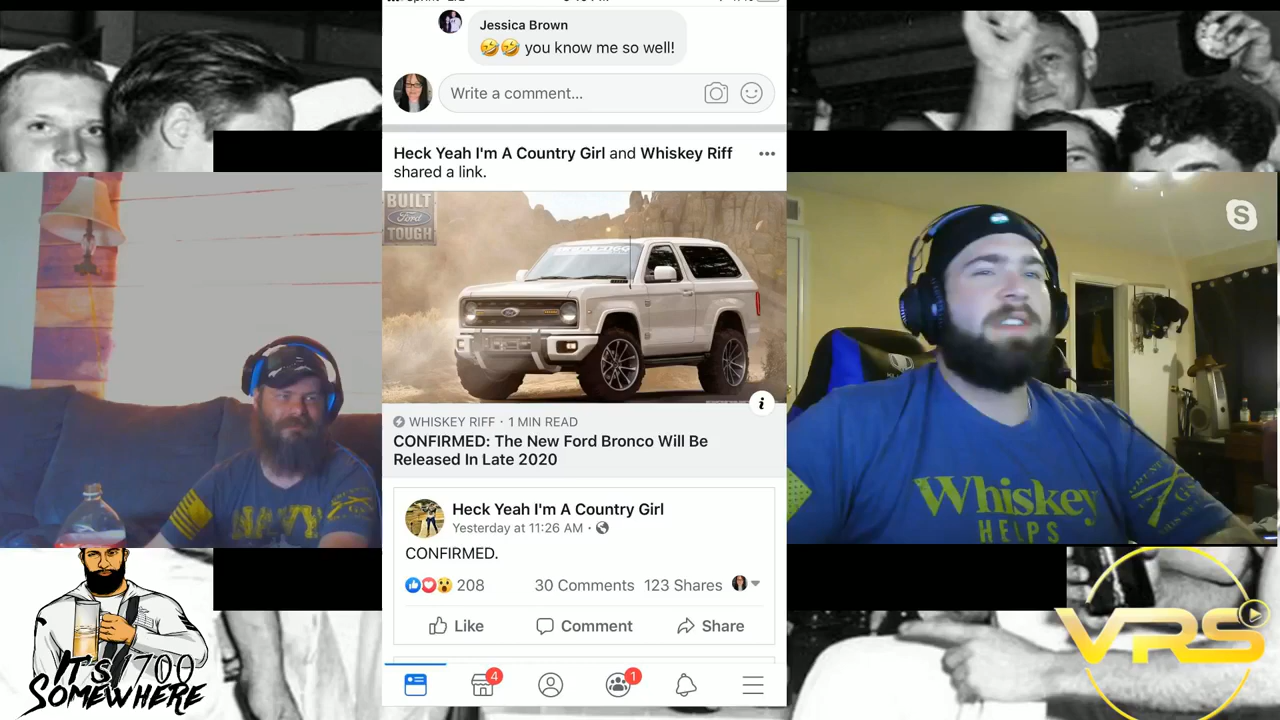 Jessica Brown
🤣🤣 you know me so well!
Write a comment...
Heck Yeah I'm A Country Girl and Whiskey Riff
shared a link.
BUILT
Ford
TOUGH
Ford
WHISKEY RIFF · 1 MIN READ
CONFIRMED: The New Ford Bronco Will Be
Released In Late 2020
Heck Yeah I'm A Country Girl
Yesterday at 11:26 AM ·
CONFIRMED.
208
30 Comments 123 Shares
Like
Comment
Share
4
1
NAVY
S
Whiskey
HELPS
IT'S 1700
SOMEWHERE
VRS